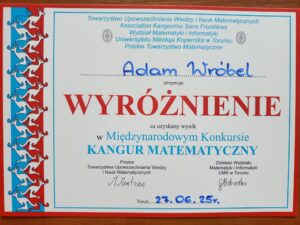 Towarzystwo Upowszechniania Wiedzy i Nauk Matematycznych
Association Kangourou Sans Frontières
Wydział Matematyki i Informatyki
Uniwersytetu Mikołaja Kopernika w Toruniu
Polskie Towarzystwo Matematyczne
Adam Wróbel
otrzymuje
WYRÓŻNIENIE
za uzyskany wynik
w Międzynarodowym Konkursie
KANGUR MATEMATYCZNY
Prezes
Towarzystwa Upowszechniania Wiedzy
i Nauk Matematycznych
Dziekan Wydziału
Matematyki i Informatyki
UMK w Toruniu
Toruń, 27.06.25r.